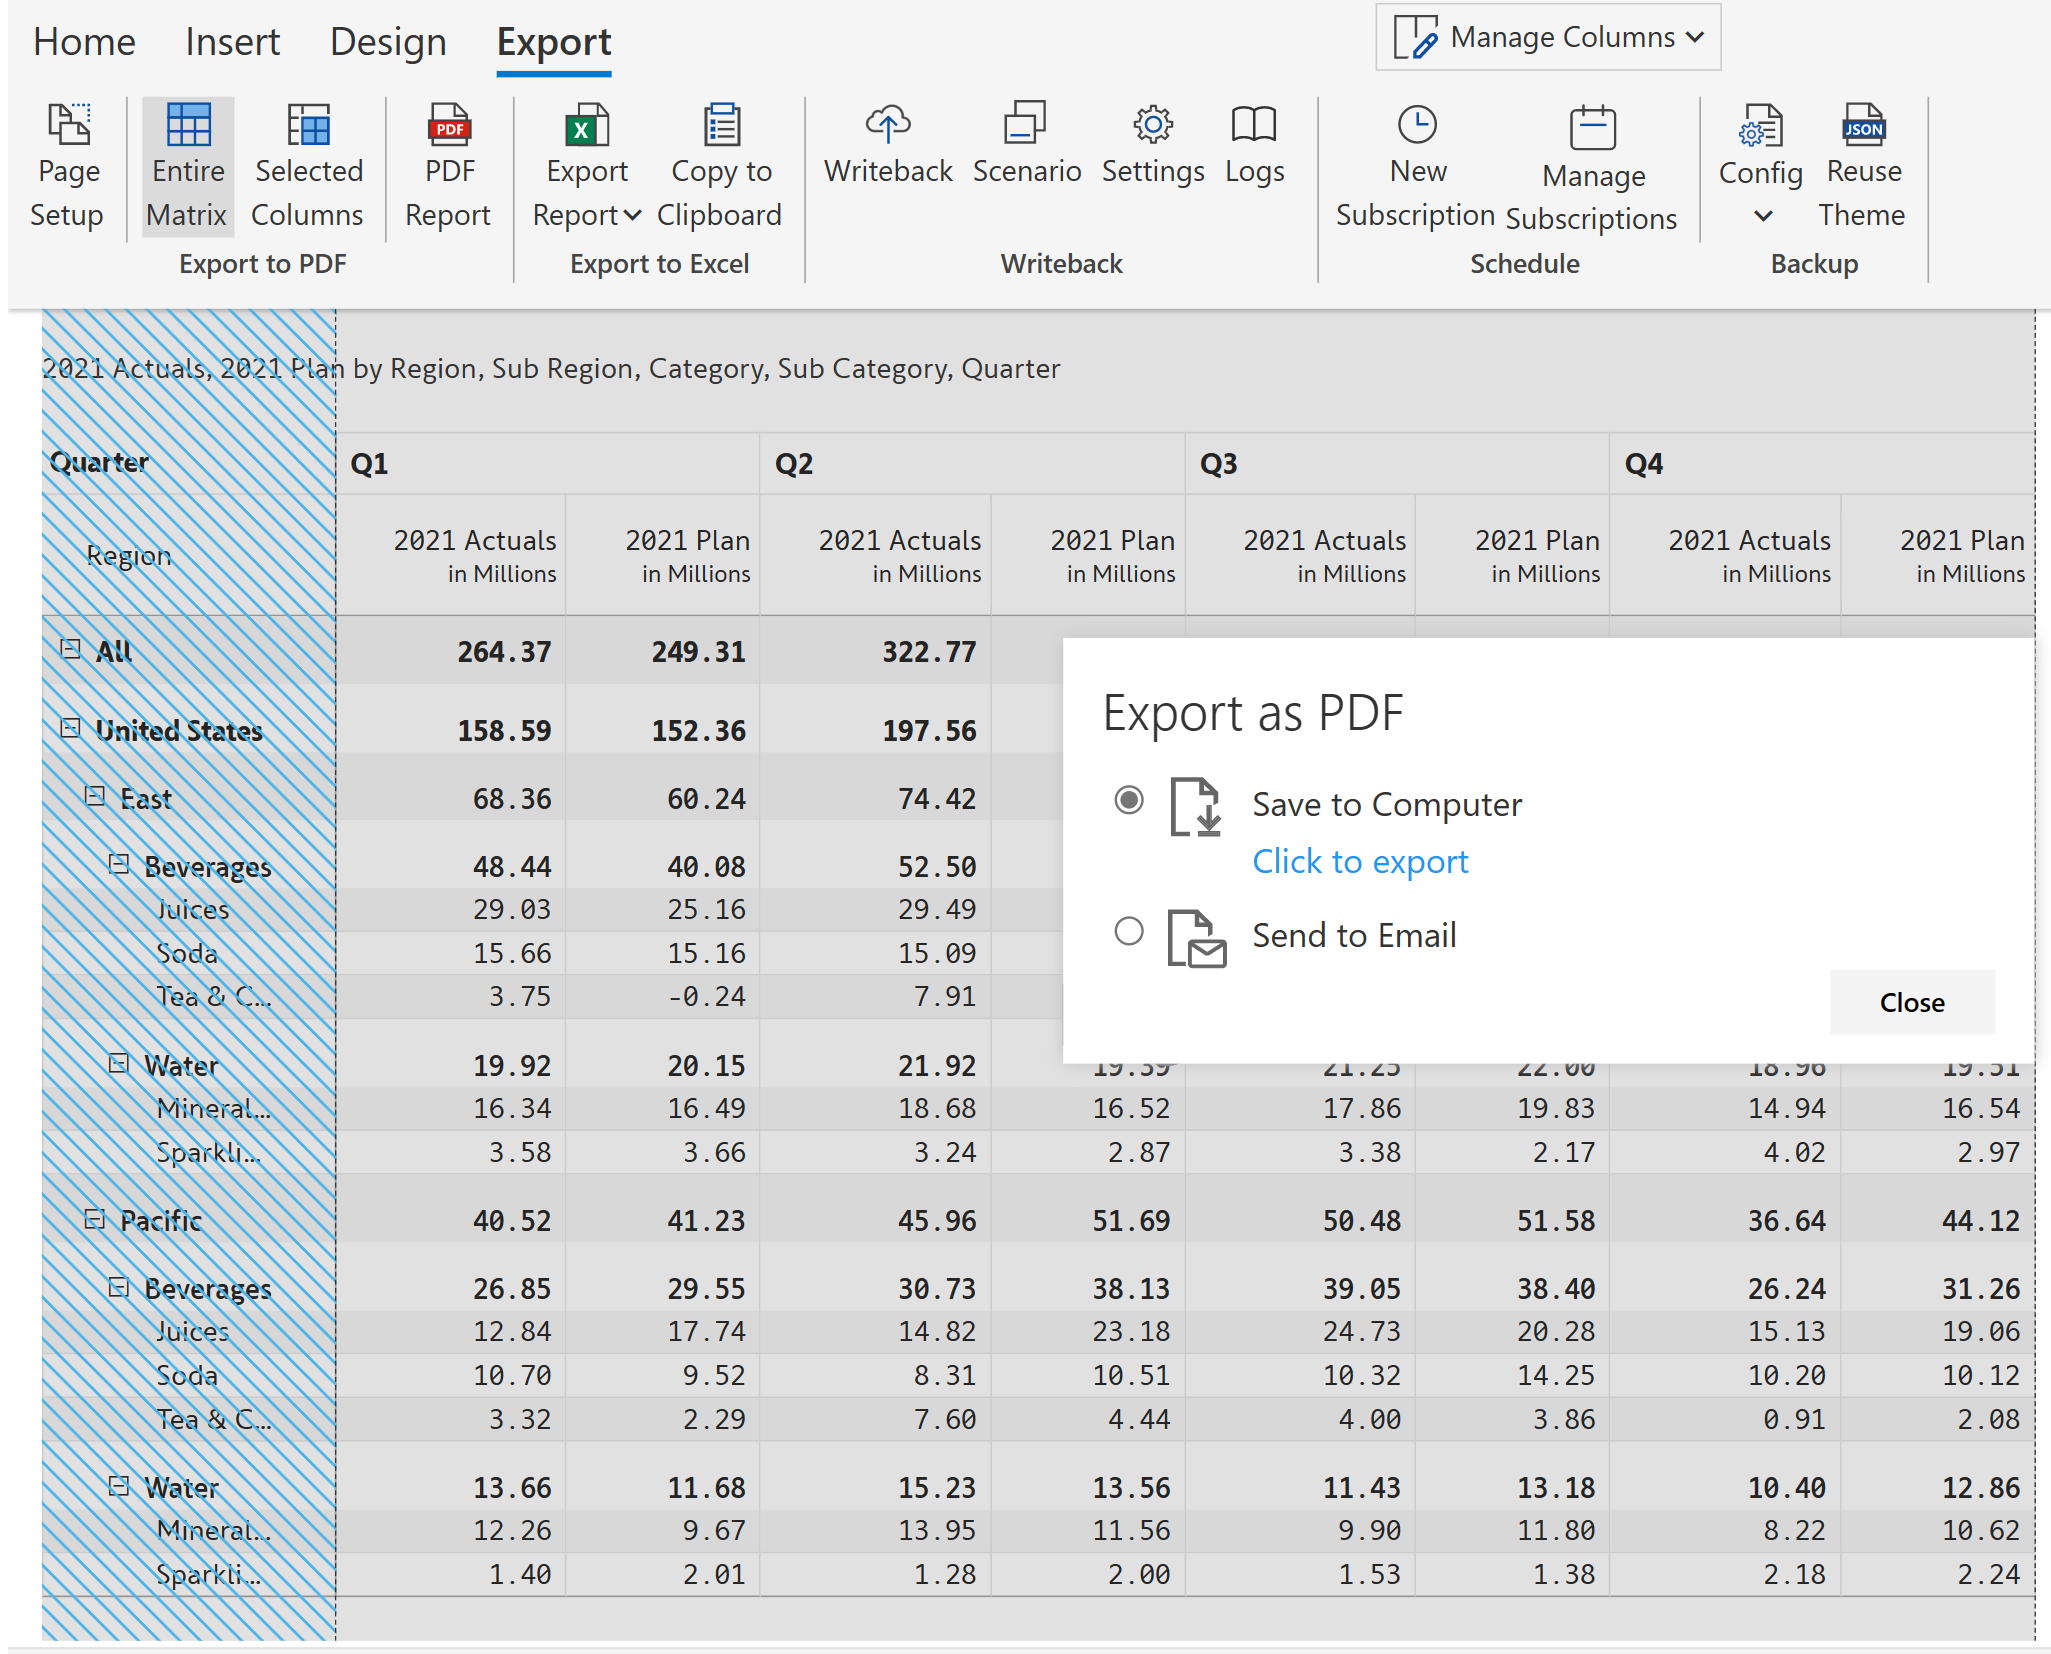 Home Insert Design Export Manage Columns
Page Setup
Entire Matrix
Selected Columns
PDF Report
Export Report
Copy to Clipboard
Writeback
Scenario
Settings
Logs
New Subscription
Manage Subscriptions
Config
Reuse Theme
Export to PDF Export to Excel Writeback Schedule Backup
2021 Actuals, 2021 Plan by Region, Sub Region, Category, Sub Category, Quarter
Quarter Q1 Q2 Q3 Q4
Region 2021 Actuals 2021 Plan 2021 Actuals 2021 Plan 2021 Actuals 2021 Plan 2021 Actuals 2021 Plan
in Millions in Millions in Millions in Millions in Millions in Millions in Millions in Millions
All 264.37 249.31 322.77
United States 158.59 152.36 197.56
East 68.36 60.24 74.42
Beverages 48.44 40.08 52.50
Juices 29.03 25.16 29.49
Soda 15.66 15.16 15.09
Tea & C... 3.75 -0.24 7.91
Export as PDF
Save to Computer
Click to export
Send to Email
Close
Water 19.92 20.15 21.92 19.39 21.25 22.00 18.96 19.51
Mineral... 16.34 16.49 18.68 16.52 17.86 19.83 14.94 16.54
Sparkli... 3.58 3.66 3.24 2.87 3.38 2.17 4.02 2.97
Pacific 40.52 41.23 45.96 51.69 50.48 51.58 36.64 44.12
Beverages 26.85 29.55 30.73 38.13 39.05 38.40 26.24 31.26
Juices 12.84 17.74 14.82 23.18 24.73 20.28 15.13 19.06
Soda 10.70 9.52 8.31 10.51 10.32 14.25 10.20 10.12
Tea & C... 3.32 2.29 7.60 4.44 4.00 3.86 0.91 2.08
Water 13.66 11.68 15.23 13.56 11.43 13.18 10.40 12.86
Mineral... 12.26 9.67 13.95 11.56 9.90 11.80 8.22 10.62
Sparkli... 1.40 2.01 1.28 2.00 1.53 1.38 2.18 2.24